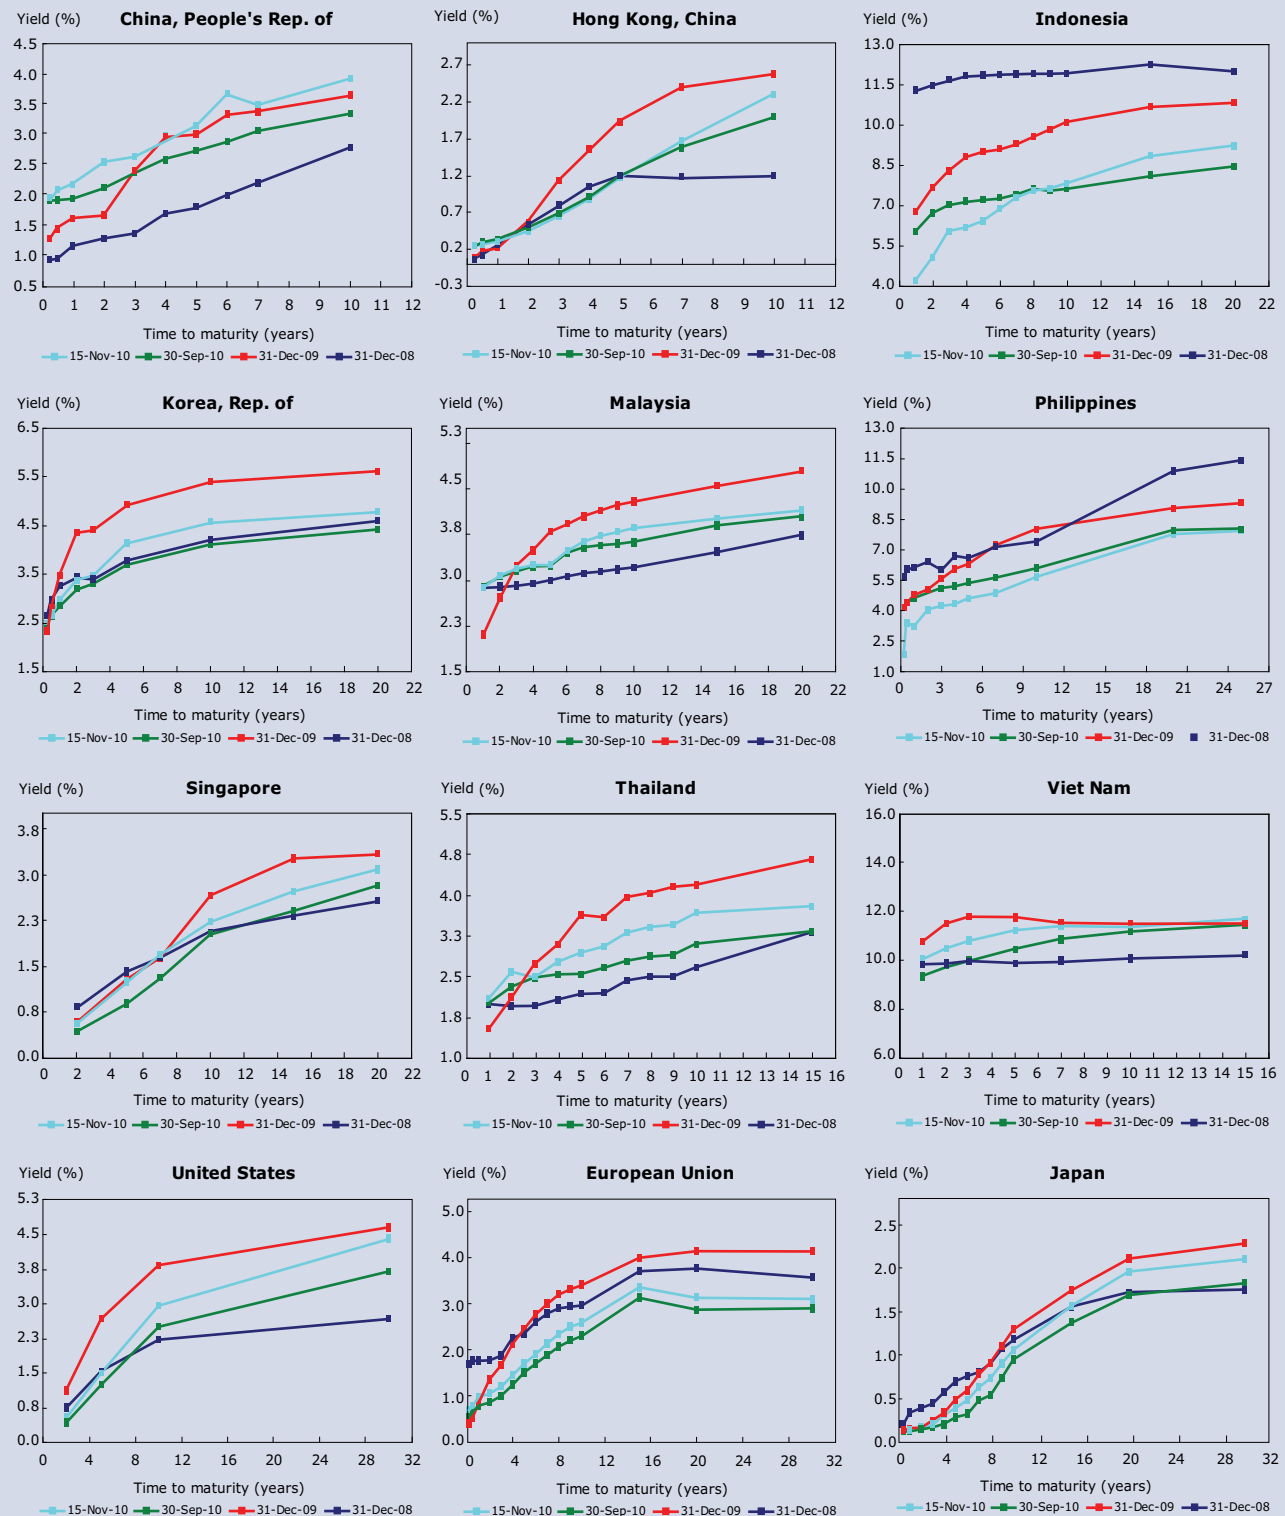 Yield (%) China, People's Rep. of
4.5
4.0
3.5
3.0
2.5
2.0
1.5
1.0
0.5
0 1 2 3 4 5 6 7 8 9 10 11 12
Time to maturity (years)
15-Nov-10 30-Sep-10 31-Dec-09 31-Dec-08
Yield (%) Hong Kong, China
2.7
2.2
1.7
1.2
0.7
0.2
-0.3
0 1 2 3 4 5 6 7 8 9 10 11 12
Time to maturity (years)
15-Nov-10 30-Sep-10 31-Dec-09 31-Dec-08
Yield (%) Indonesia
13.0
11.5
10.0
8.5
7.0
5.5
4.0
0 2 4 6 8 10 12 14 16 18 20 22
Time to maturity (years)
15-Nov-10 30-Sep-10 31-Dec-09 31-Dec-08
Yield (%) Korea, Rep. of
6.5
5.5
4.5
3.5
2.5
1.5
0 2 4 6 8 10 12 14 16 18 20 22
Time to maturity (years)
15-Nov-10 30-Sep-10 31-Dec-09 31-Dec-08
Yield (%) Malaysia
5.3
4.5
3.8
3.0
2.3
1.5
0 2 4 6 8 10 12 14 16 18 20 22
Time to maturity (years)
15-Nov-10 30-Sep-10 31-Dec-09 31-Dec-08
Yield (%) Philippines
13.0
11.5
10.0
8.5
7.0
5.5
4.0
2.5
1.0
0 3 6 9 12 15 18 21 25 27
Time to maturity (years)
15-Nov-10 30-Sep-10 31-Dec-09 31-Dec-08
Yield (%) Singapore
3.8
3.0
2.3
1.5
0.8
0.0
0 2 4 6 8 10 12 14 16 18 20 22
Time to maturity (years)
15-Nov-10 30-Sep-10 31-Dec-09 31-Dec-08
Yield (%) Thailand
5.5
4.8
4.0
3.3
2.5
1.8
1.0
0 1 2 3 4 5 6 7 8 9 10 11 12 13 14 15 16
Time to maturity (years)
15-Nov-10 30-Sep-10 31-Dec-09 31-Dec-08
Yield (%) Viet Nam
16.0
14.0
12.0
10.0
8.0
6.0
0 1 2 3 4 5 6 7 8 9 10 11 12 13 14 15 16
Time to maturity (years)
15-Nov-10 30-Sep-10 31-Dec-09 31-Dec-08
Yield (%) United States
5.3
4.5
3.8
3.0
2.3
1.5
0.8
0.0
0 4 8 12 16 20 24 28 32
Time to maturity (years)
15-Nov-10 30-Sep-10 31-Dec-09 31-Dec-08
Yield (%) European Union
5.0
4.0
3.0
2.0
1.0
0.0
0 4 8 12 16 20 24 28 32
Time to maturity (years)
15-Nov-10 30-Sep-10 31-Dec-09 31-Dec-08
Yield (%) Japan
2.5
2.0
1.5
1.0
0.5
0.0
0 4 8 12 16 20 24 28 32
Time to maturity (years)
15-Nov-10 30-Sep-10 31-Dec-09 31-Dec-08